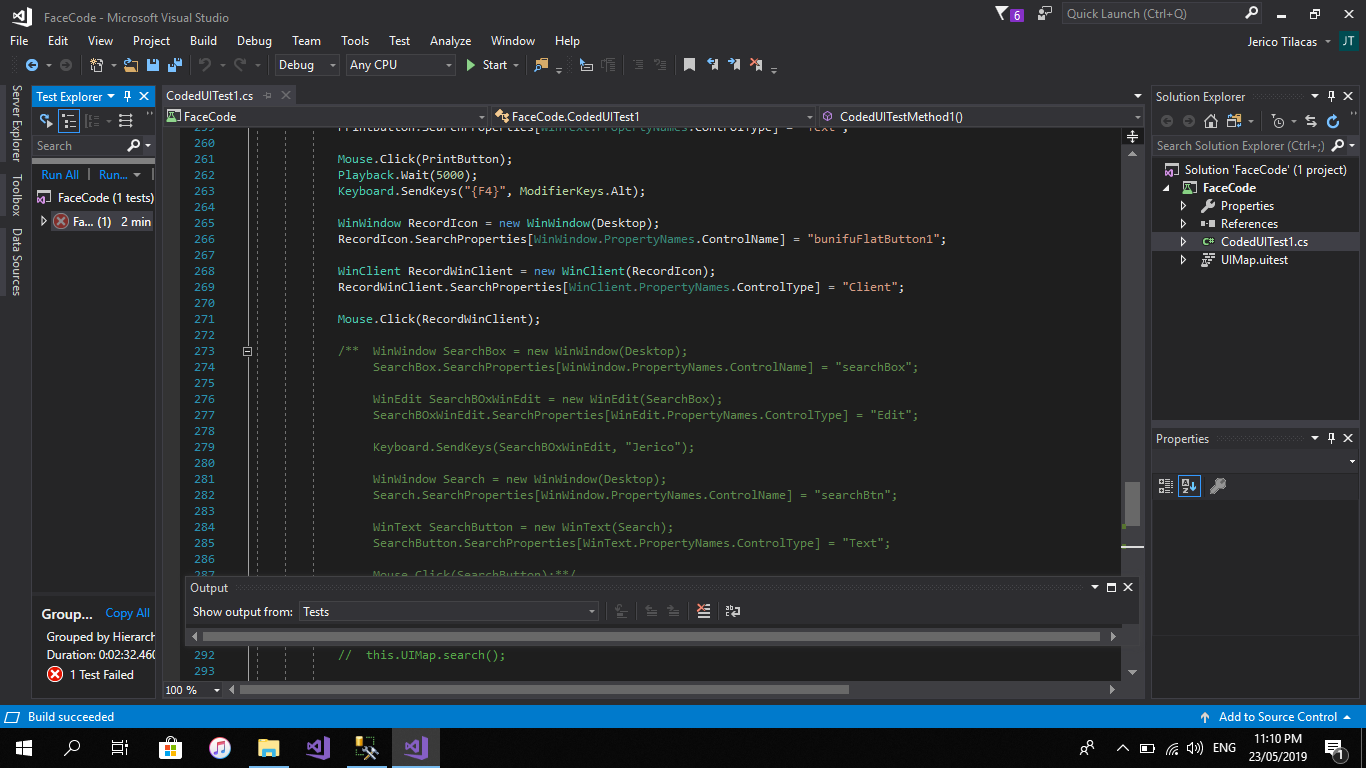 FaceCode - Microsoft Visual Studio
6
Quick Launch (Ctrl+Q)
File Edit View Project Build Debug Team Tools Test Analyze Window Help
Jerico Tilacas JT
Debug Any CPU Start
Server Explorer
Toolbox
Data Sources
Test Explorer
Search
Run All Run...
FaceCode (1 tests)
Fa... (1) 2 min
Group... Copy All
Grouped by Hierarch
Duration: 0:02:32.460
1 Test Failed
CodedUITest1.cs
FaceCode FaceCode.CodedUITest1 CodedUITestMethod1()
259 PrintButton.SearchProperties[WinText.PropertyNames.ControlType] = "Text";
260
261 Mouse.Click(PrintButton);
262 Playback.Wait(5000);
263 Keyboard.SendKeys("{F4}", ModifierKeys.Alt);
264
265 WinWindow RecordIcon = new WinWindow(Desktop);
266 RecordIcon.SearchProperties[WinWindow.PropertyNames.ControlName] = "bunifuFlatButton1";
267
268 WinClient RecordWinClient = new WinClient(RecordIcon);
269 RecordWinClient.SearchProperties[WinClient.PropertyNames.ControlType] = "Client";
270
271 Mouse.Click(RecordWinClient);
272
273 /** WinWindow SearchBox = new WinWindow(Desktop);
274 SearchBox.SearchProperties[WinWindow.PropertyNames.ControlName] = "searchBox";
275
276 WinEdit SearchBOxWinEdit = new WinEdit(SearchBox);
277 SearchBOxWinEdit.SearchProperties[WinEdit.PropertyNames.ControlType] = "Edit";
278
279 Keyboard.SendKeys(SearchBOxWinEdit, "Jerico");
280
281 WinWindow Search = new WinWindow(Desktop);
282 Search.SearchProperties[WinWindow.PropertyNames.ControlName] = "searchBtn";
283
284 WinText SearchButton = new WinText(Search);
285 SearchButton.SearchProperties[WinText.PropertyNames.ControlType] = "Text";
286
287 Mouse.Click(SearchButton);**/
Output
Show output from: Tests
292 // this.UIMap.search();
293
100 %
Solution Explorer
Search Solution Explorer (Ctrl+;)
Solution 'FaceCode' (1 project)
FaceCode
Properties
References
C# CodedUITest1.cs
UIMap.uitest
Properties
Build succeeded
Add to Source Control
ENG
11:10 PM
23/05/2019
1